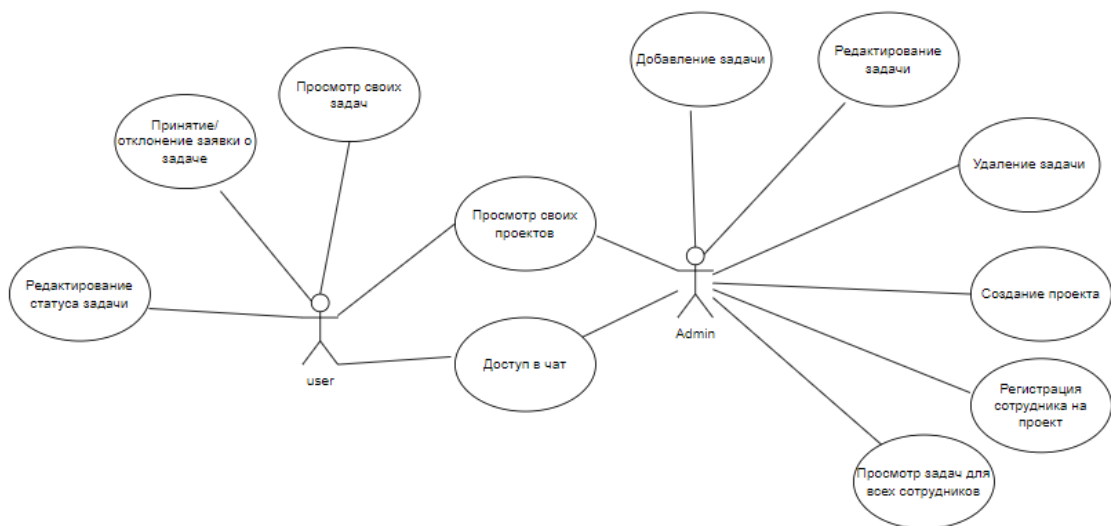 Просмотр своих
задач
Принятие/
отклонение заявки о
задаче
Редактирование
статуса задачи
user
Просмотр своих
проектов
Доступ в чат
Добавление задачи
Редактирование
задачи
Удаление задачи
Admin
Создание проекта
Регистрация
сотрудника на
проект
Просмотр задач для
всех сотрудников